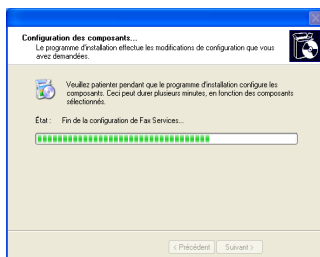 Configuration des composants...
Le programme d'installation effectue les modifications de configuration que vous
avez demandées.
Veuillez patienter pendant que le programme d'installation configure les
composants. Ceci peut durer plusieurs minutes, en fonction des composants
sélectionnés.
État : Fin de la configuration de Fax Services...
< Précédent Suivant >